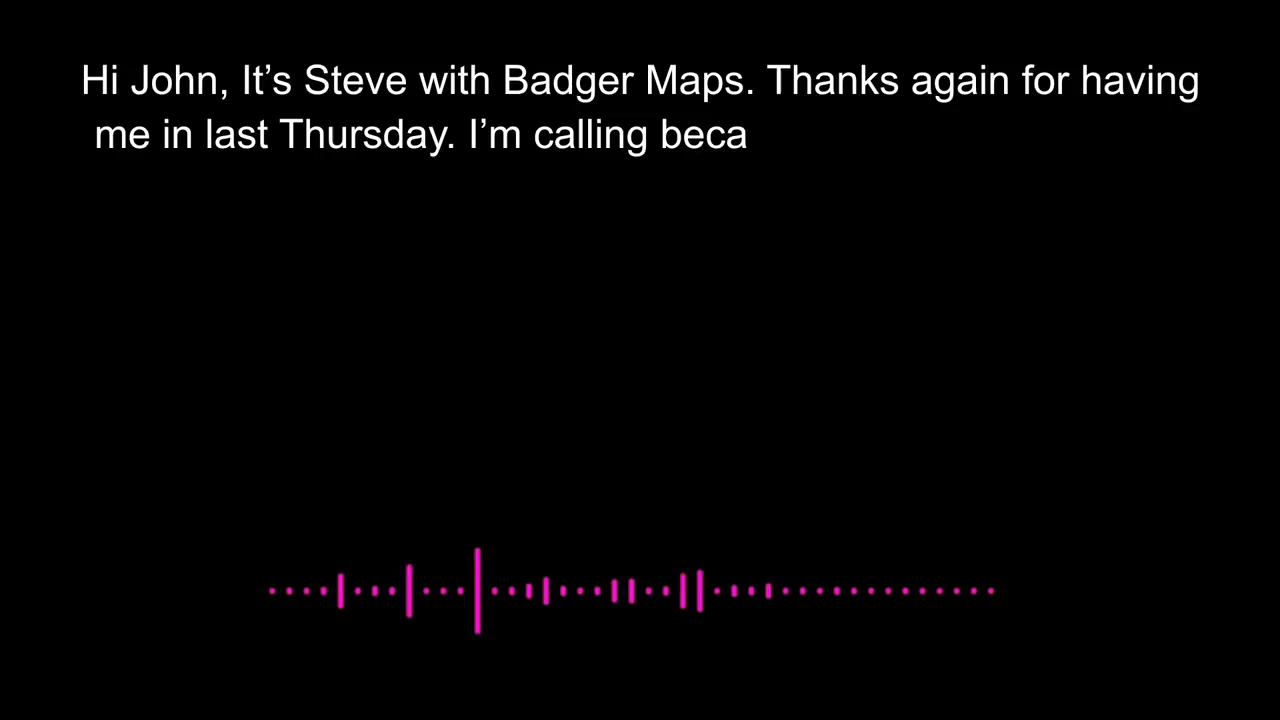 Hi John, It’s Steve with Badger Maps. Thanks again for having
me in last Thursday. I’m calling beca